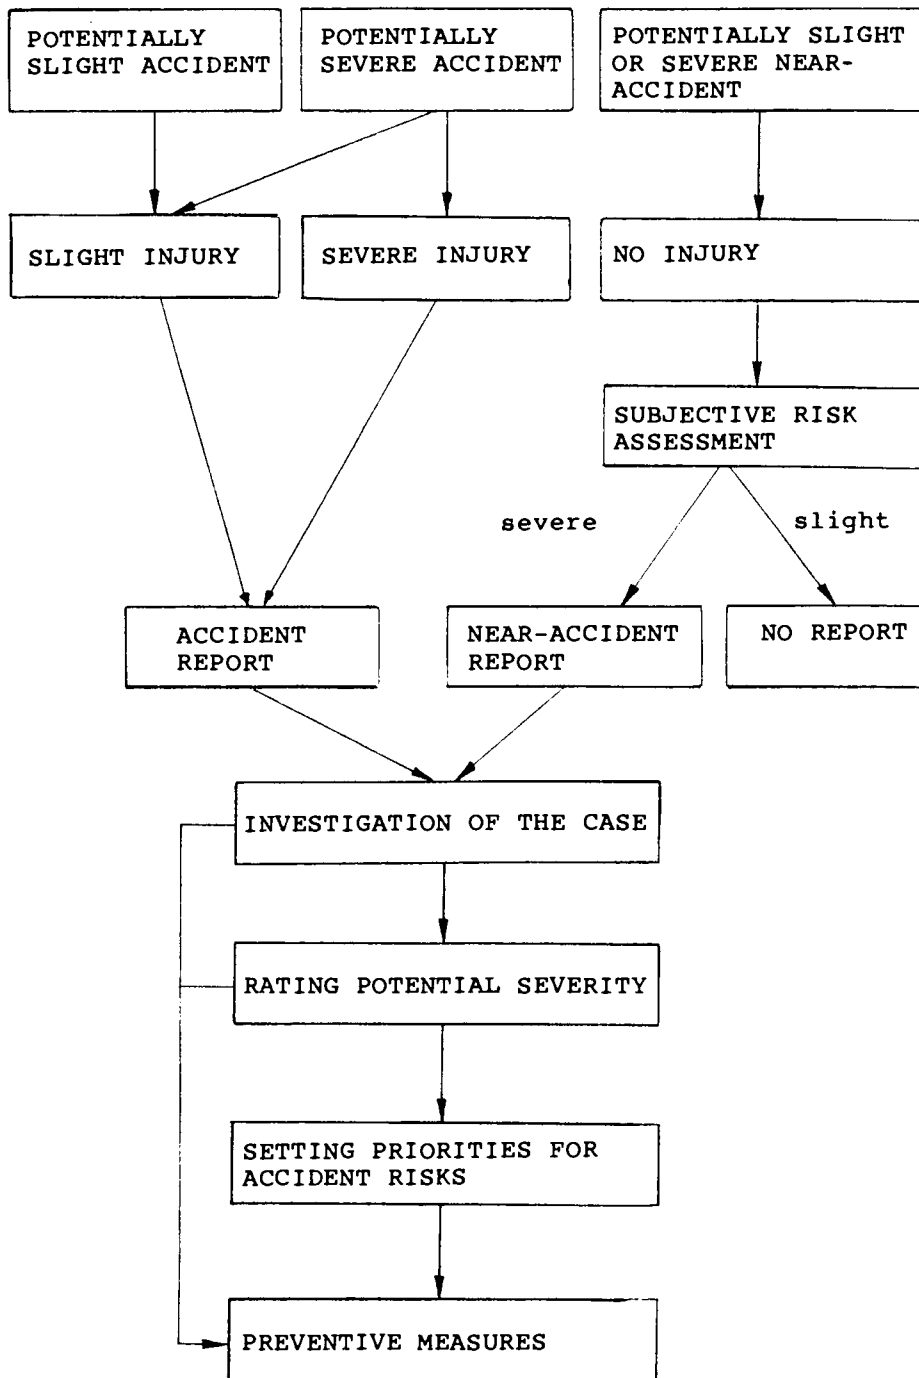 POTENTIALLY
SLIGHT ACCIDENT
POTENTIALLY
SEVERE ACCIDENT
POTENTIALLY SLIGHT
OR SEVERE NEAR-
ACCIDENT
SLIGHT INJURY
SEVERE INJURY
NO INJURY
SUBJECTIVE RISK
ASSESSMENT
severe
slight
ACCIDENT
REPORT
NEAR-ACCIDENT
REPORT
NO REPORT
INVESTIGATION OF THE CASE
RATING POTENTIAL SEVERITY
SETTING PRIORITIES FOR
ACCIDENT RISKS
PREVENTIVE MEASURES